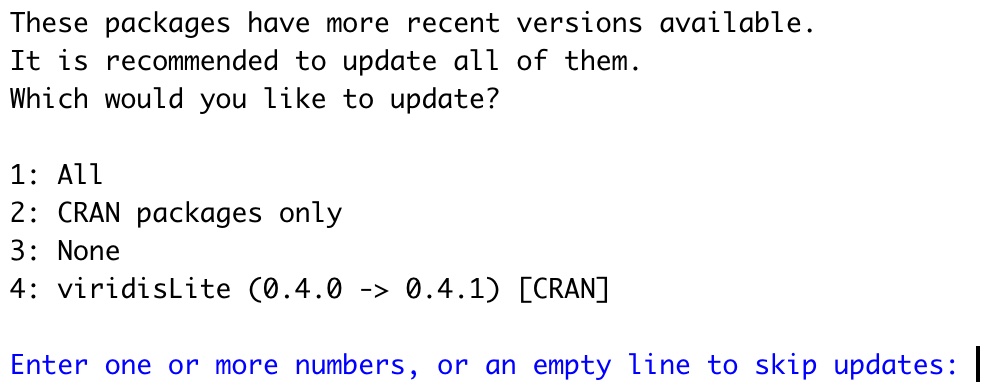 These packages have more recent versions available.
It is recommended to update all of them.
Which would you like to update?
1: All
2: CRAN packages only
3: None
4: viridisLite (0.4.0 -> 0.4.1) [CRAN]
Enter one or more numbers, or an empty line to skip updates: